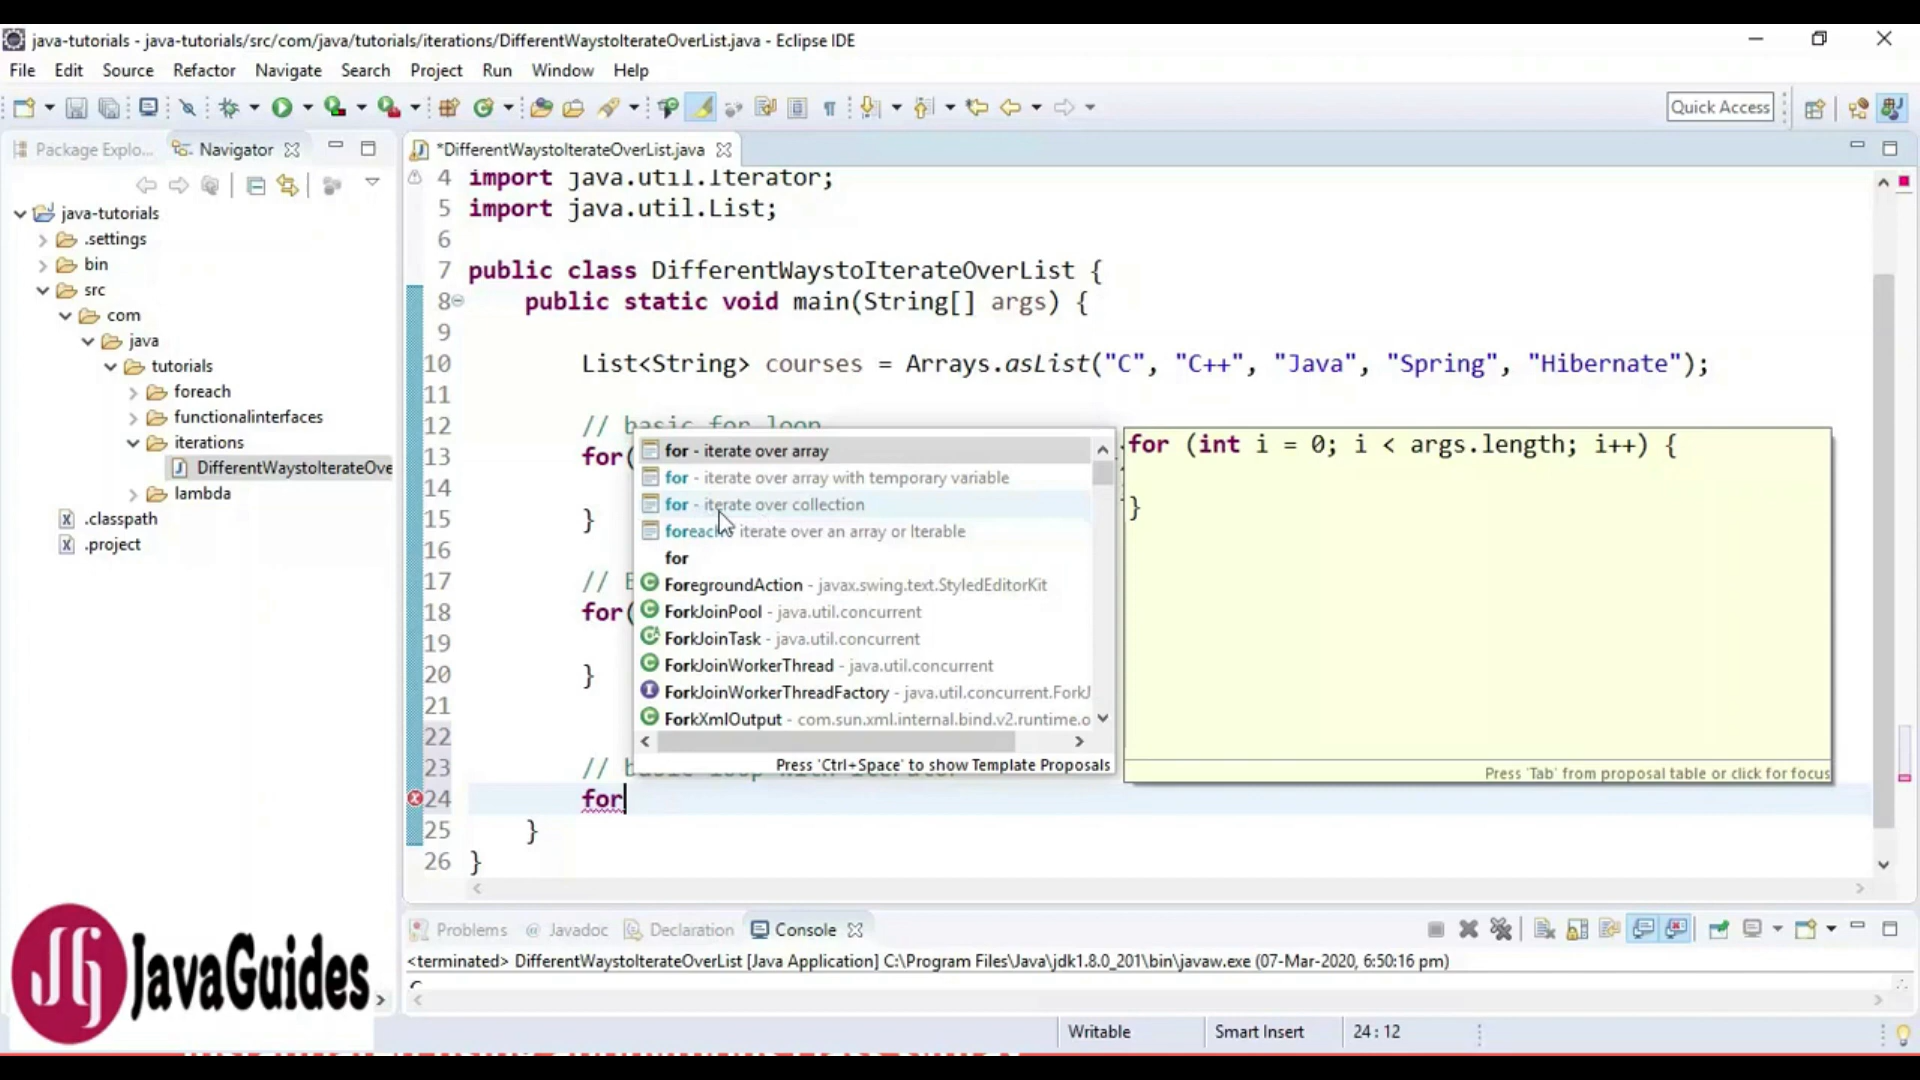 java-tutorials - java-tutorials/src/com/java/tutorials/iterations/DifferentWaystoIterateOverList.java - Eclipse IDE
File Edit Source Refactor Navigate Search Project Run Window Help
Quick Access
Package Explo...
Navigator
*DifferentWaystoIterateOverList.java
java-tutorials
.settings
bin
src
com
java
tutorials
foreach
functionalinterfaces
iterations
DifferentWaystoIterateOve
lambda
.classpath
.project
4 import java.util.Iterator;
5 import java.util.List;
6
7 public class DifferentWaystoIterateOverList {
8 public static void main(String[] args) {
9
10 List<String> courses = Arrays.asList("C", "C++", "Java", "Spring", "Hibernate");
11
12 // basic for loop
13 for(
14
15 }
16
17 //
18 for(
19
20 }
21
22
23 // basic loop with iterator
24 for
25 }
26 }
for - iterate over array
for - iterate over array with temporary variable
for - iterate over collection
foreach - iterate over an array or Iterable
for
ForegroundAction - javax.swing.text.StyledEditorKit
ForkJoinPool - java.util.concurrent
ForkJoinTask - java.util.concurrent
ForkJoinWorkerThread - java.util.concurrent
ForkJoinWorkerThreadFactory - java.util.concurrent.ForkJ
ForkXmlOutput - com.sun.xml.internal.bind.v2.runtime.o
Press 'Ctrl+Space' to show Template Proposals
for (int i = 0; i < args.length; i++) {
}
Press 'Tab' from proposal table or click for focus
Problems @ Javadoc Declaration Console
<terminated> DifferentWaystoIterateOverList [Java Application] C:\Program Files\Java\jdk1.8.0_201\bin\javaw.exe (07-Mar-2020, 6:50:16 pm)
Writable Smart Insert 24 : 12
JavaGuides